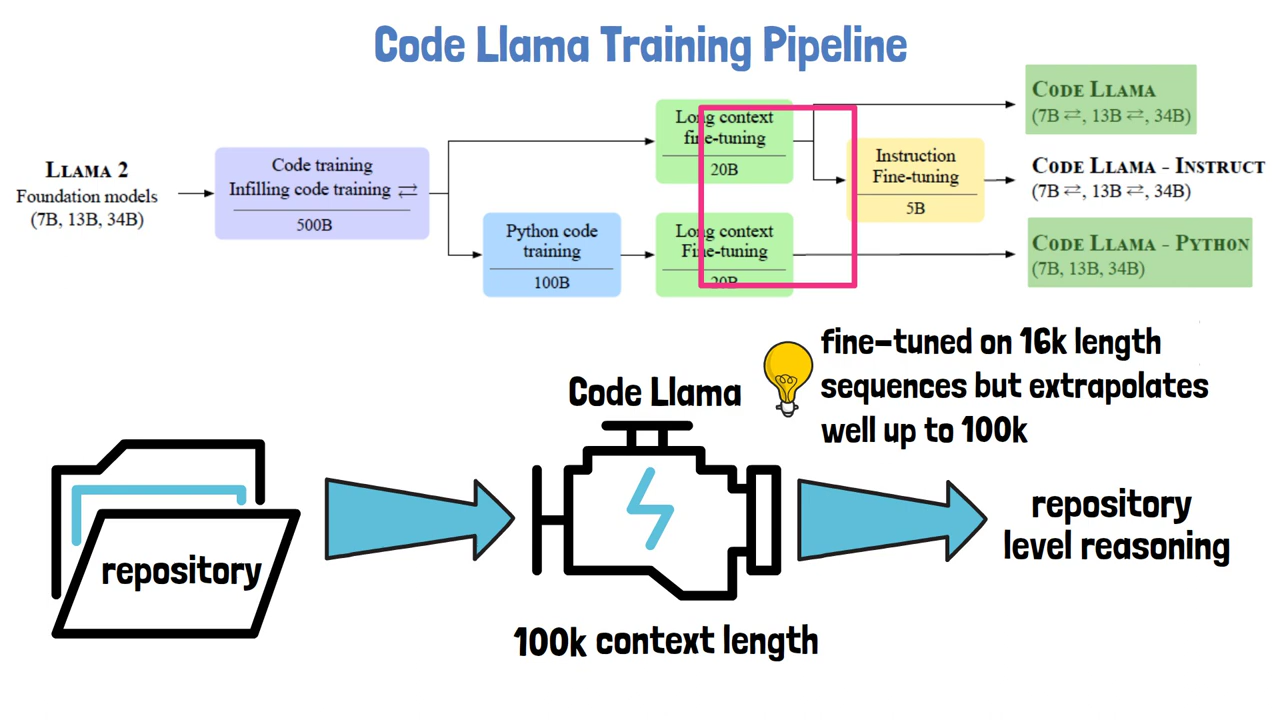 Code Llama Training Pipeline
LLAMA 2
Foundation models
(7B, 13B, 34B)
Code training
Infilling code training ⇄
500B
Python code
training
100B
Long context
fine-tuning
20B
Long context
Fine-tuning
20B
Instruction
Fine-tuning
5B
CODE LLAMA
(7B ⇄, 13B ⇄, 34B)
CODE LLAMA - INSTRUCT
(7B ⇄, 13B ⇄, 34B)
CODE LLAMA - PYTHON
(7B, 13B, 34B)
fine-tuned on 16k length
sequences but extrapolates
well up to 100k
Code Llama
repository
100k context length
repository
level reasoning